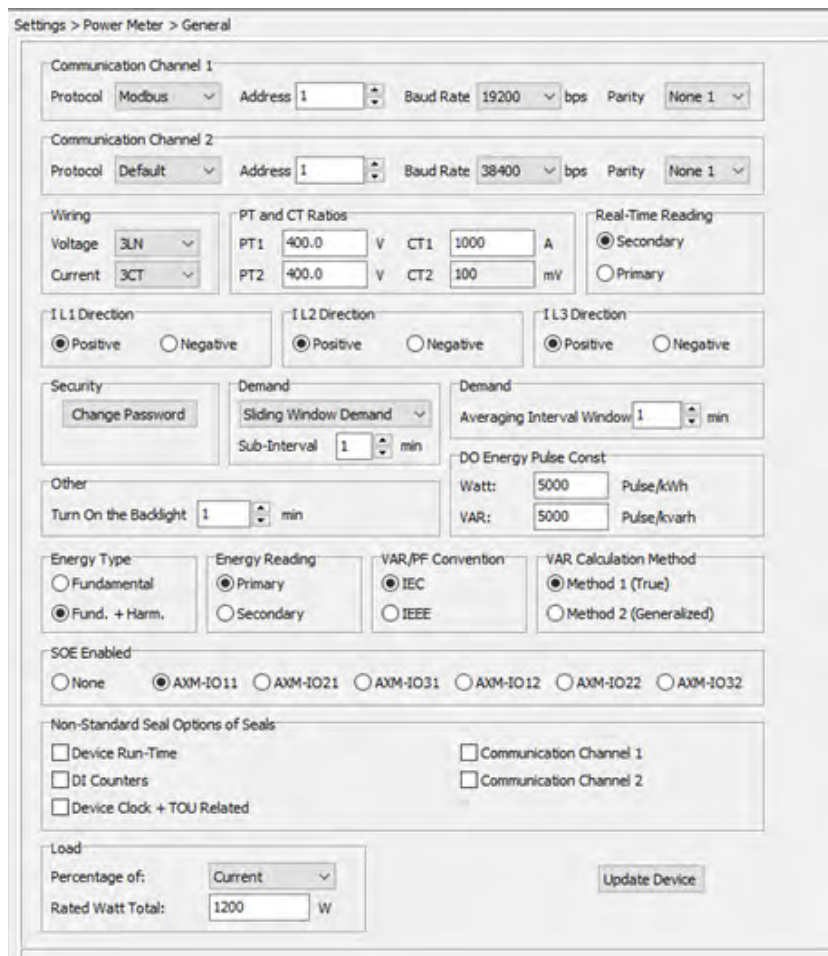 Settings > Power Meter > General
Communication Channel 1
Protocol Modbus Address 1 Baud Rate 19200 bps Parity None 1
Communication Channel 2
Protocol Default Address 1 Baud Rate 38400 bps Parity None 1
Wiring PT and CT Ratios Real-Time Reading
Voltage 3LN PT1 400.0 V CT1 1000 A Secondary
Current 3CT PT2 400.0 V CT2 100 mV Primary
I L1 Direction I L2 Direction I L3 Direction
Positive Negative Positive Negative Positive Negative
Security Demand Demand
Change Password Sliding Window Demand Averaging Interval Window 1 min
Sub-Interval 1 min
DO Energy Pulse Const
Other Watt: 5000 Pulse/kWh
Turn On the Backlight 1 min VAR: 5000 Pulse/kvarh
Energy Type Energy Reading VAR/PF Convention VAR Calculation Method
Fundamental Primary IEC Method 1 (True)
Fund. + Harm. Secondary IEEE Method 2 (Generalized)
SOE Enabled
None AXM-IO11 AXM-IO21 AXM-IO31 AXM-IO12 AXM-IO22 AXM-IO32
Non-Standard Seal Options of Seals
Device Run-Time Communication Channel 1
DI Counters Communication Channel 2
Device Clock + TOU Related
Load
Percentage of: Current Update Device
Rated Watt Total: 1200 W